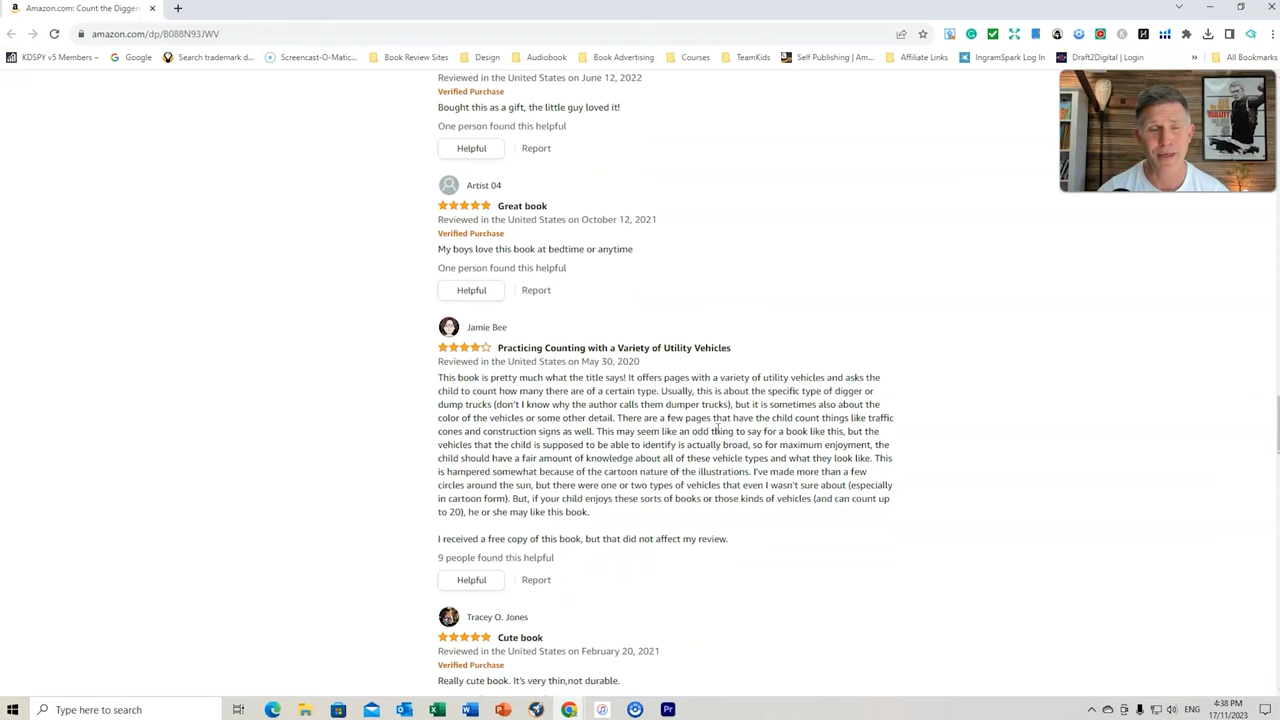 Amazon.com: Count the Digger
amazon.com/dp/B088N93JWV
KDSPY v5 Members –
Google
Search trademark d...
Screencast-O-Matic...
Book Review Sites
Design
Audiobook
Book Advertising
Courses
TeamKids
Self Publishing | Am...
Affiliate Links
IngramSpark Log In
Draft2Digital | Login
»
All Bookmarks
Reviewed in the United States on June 12, 2022
Verified Purchase
Bought this as a gift, the little guy loved it!
One person found this helpful
Helpful
Report
Artist 04
Great book
Reviewed in the United States on October 12, 2021
Verified Purchase
My boys love this book at bedtime or anytime
One person found this helpful
Helpful
Report
Jamie Bee
Practicing Counting with a Variety of Utility Vehicles
Reviewed in the United States on May 30, 2020
This book is pretty much what the title says! It offers pages with a variety of utility vehicles and asks the
child to count how many there are of a certain type. Usually, this is about the specific type of digger or
dump trucks (don't I know why the author calls them dumper trucks), but it is sometimes also about the
color of the vehicles or some other detail. There are a few pages that have the child count things like traffic
cones and construction signs as well. This may seem like an odd thing to say for a book like this, but the
vehicles that the child is supposed to be able to identify is actually broad, so for maximum enjoyment, the
child should have a fair amount of knowledge about all of these vehicle types and what they look like. This
is hampered somewhat because of the cartoon nature of the illustrations. I've made more than a few
circles around the sun, but there were one or two types of vehicles that even I wasn't sure about (especially
in cartoon form). But, if your child enjoys these sorts of books or those kinds of vehicles (and can count up
to 20), he or she may like this book.
I received a free copy of this book, but that did not affect my review.
9 people found this helpful
Helpful
Report
Tracey O. Jones
Cute book
Reviewed in the United States on February 20, 2021
Verified Purchase
Really cute book. It's very thin,not durable.
Type here to search
ENG
4:38 PM
17/11/2023